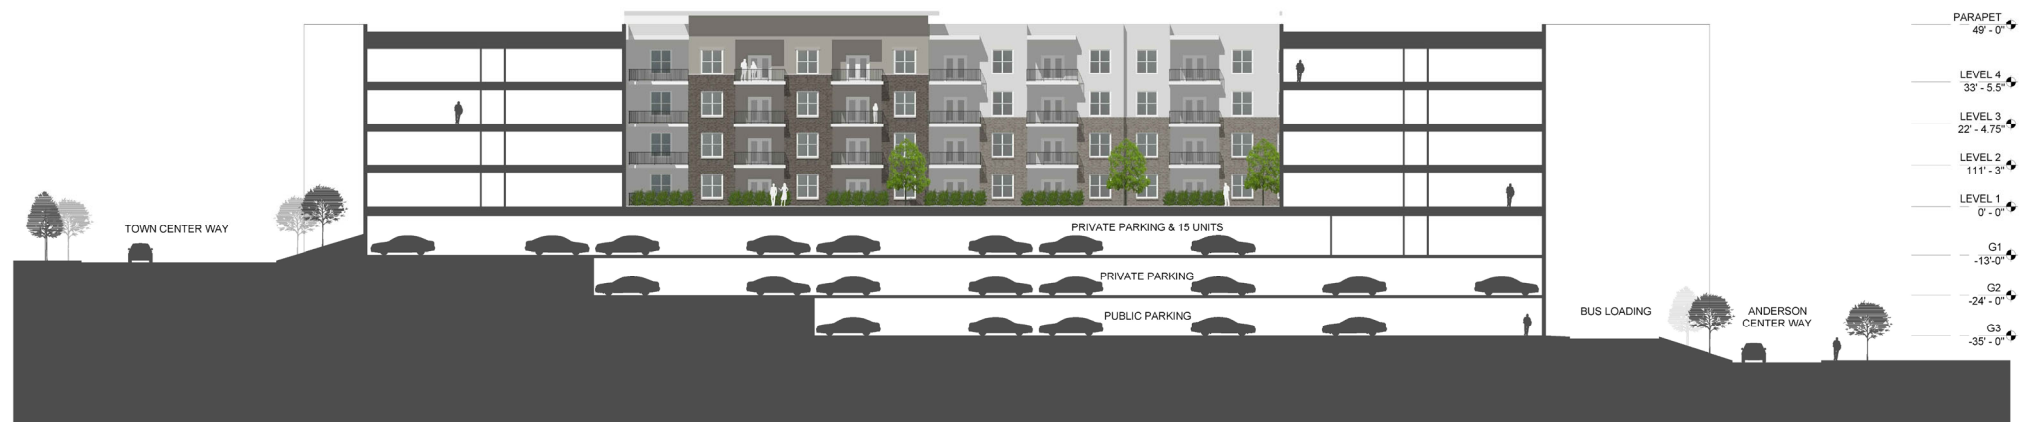 PARAPET
49' - 0"
LEVEL 4
33' - 5.5"
LEVEL 3
22' - 4.75"
LEVEL 2
111' - 3"
LEVEL 1
0' - 0"
TOWN CENTER WAY
PRIVATE PARKING & 15 UNITS
G1
-13'-0"
PRIVATE PARKING
G2
-24' - 0"
PUBLIC PARKING
BUS LOADING
ANDERSON
CENTER WAY
G3
-35' - 0"